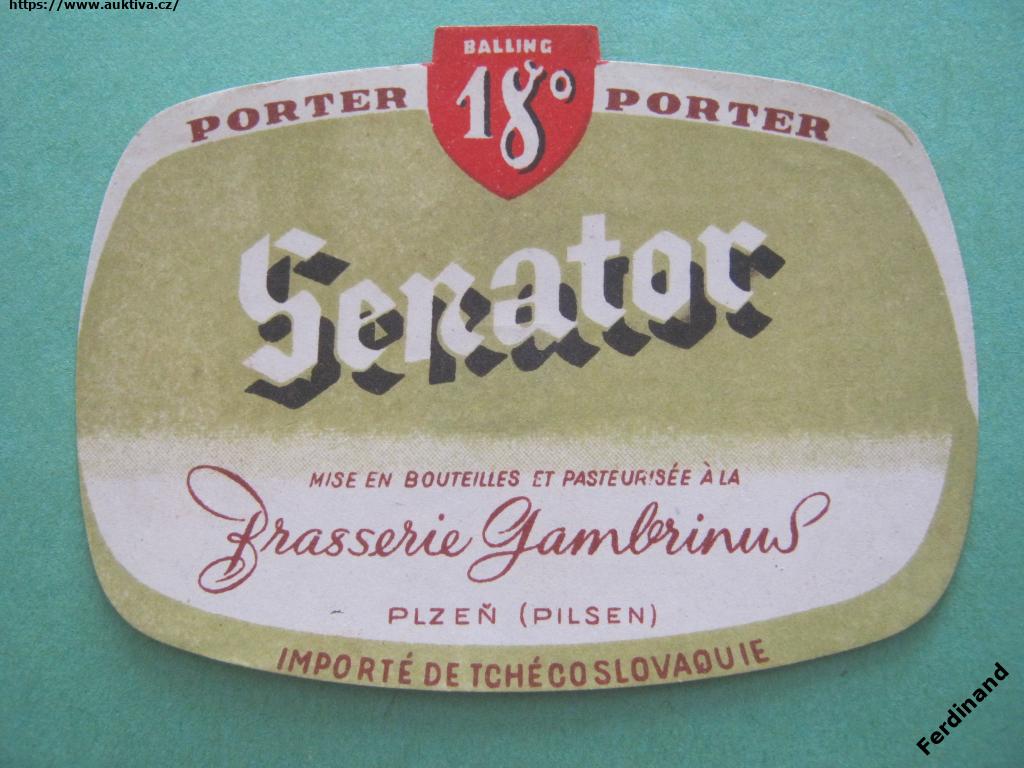 https://www.auktiva.cz/
BALLING
18°
PORTER PORTER
Senator
MISE EN BOUTEILLES ET PASTEURISÉE À LA
Brasserie Gambrinus
PLZEŇ (PILSEN)
IMPORTÉ DE TCHÉCOSLOVAQUIE
Ferdinand